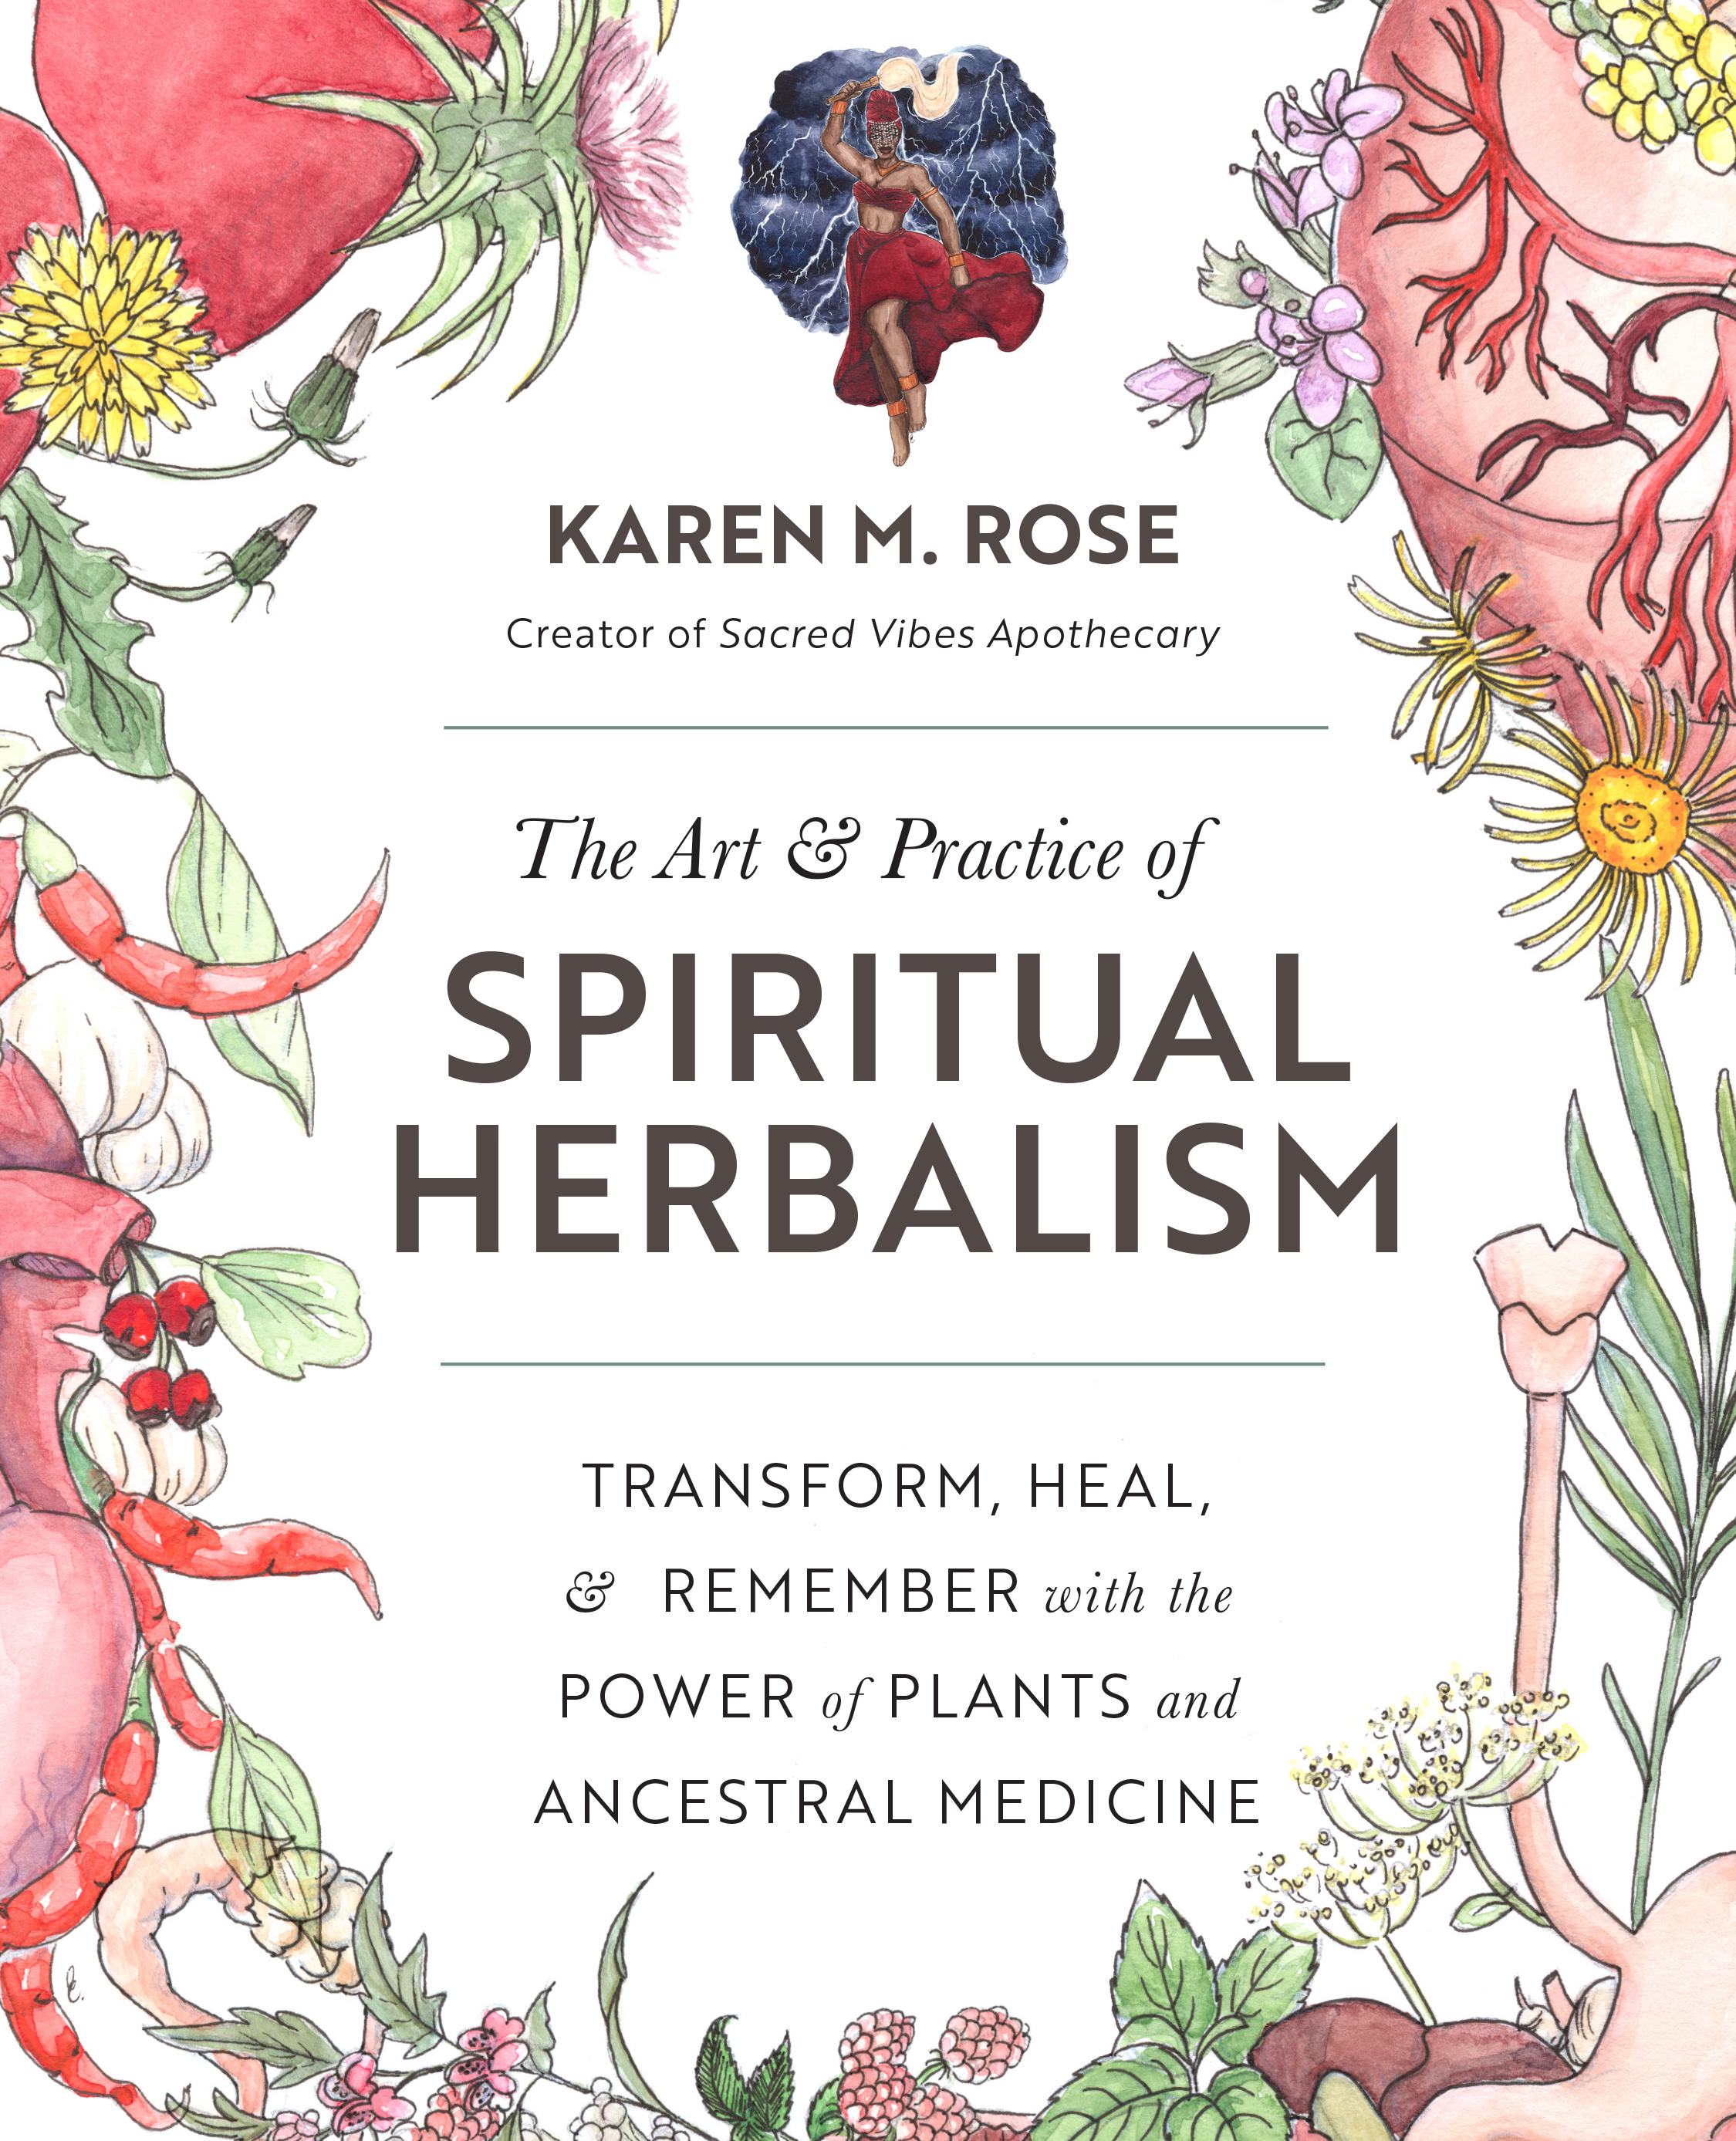 KAREN M. ROSE
Creator of Sacred Vibes Apothecary
The Art & Practice of
SPIRITUAL
HERBALISM
TRANSFORM, HEAL,
& REMEMBER with the
POWER of PLANTS and
ANCESTRAL MEDICINE